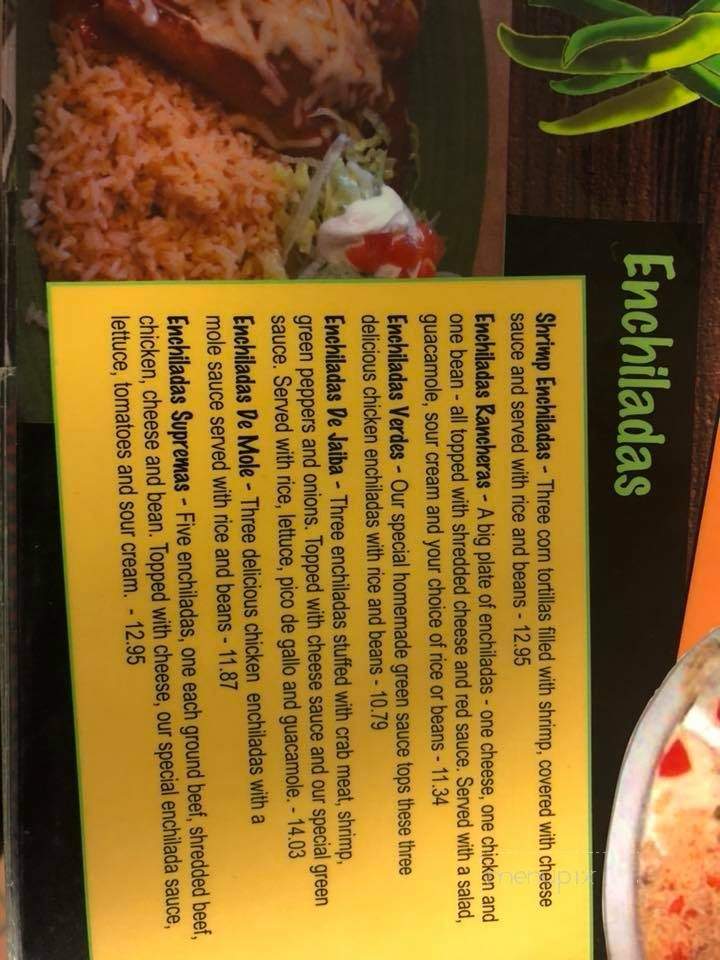 Enchiladas
Shrimp Enchiladas - Three corn tortillas filled with shrimp, covered with cheese
sauce and served with rice and beans - 12.95
Enchiladas Rancheras - A big plate of enchiladas - one cheese, one chicken and
one bean - all topped with shredded cheese and red sauce. Served with a salad,
guacamole, sour cream and your choice of rice or beans - 11.34
Enchiladas Verdes - Our special homemade green sauce tops these three
delicious chicken enchiladas with rice and beans - 10.79
Enchiladas De Jaiba - Three enchiladas stuffed with crab meat, shrimp,
green peppers and onions. Topped with cheese sauce and our special green
sauce. Served with rice, lettuce, pico de gallo and guacamole. - 14.03
Enchiladas De Mole - Three delicious chicken enchiladas with a
mole sauce served with rice and beans - 11.87
Enchiladas Supremas - Five enchiladas, one each ground beef, shredded beef,
chicken, cheese and bean. Topped with cheese, our special enchilada sauce,
lettuce, tomatoes and sour cream. - 12.95
menupix